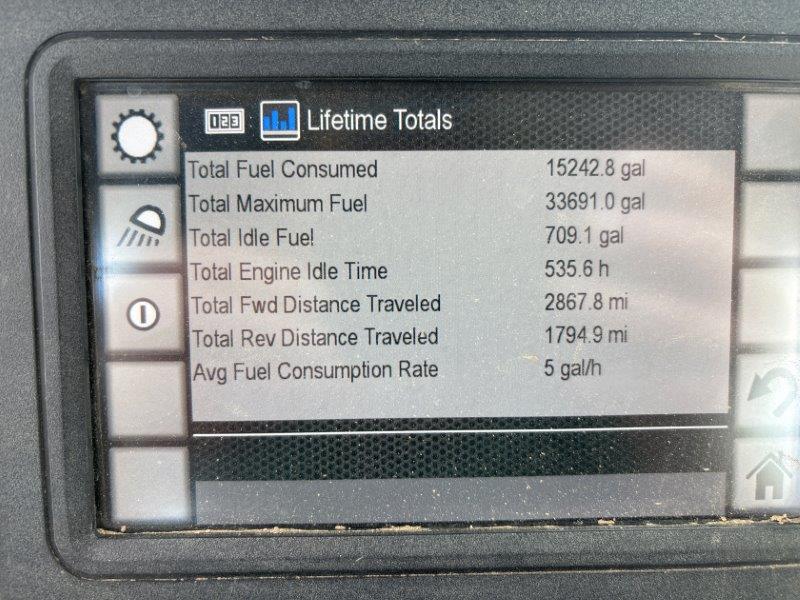 123 Lifetime Totals
Total Fuel Consumed 15242.8 gal
Total Maximum Fuel 33691.0 gal
Total Idle Fuel 709.1 gal
Total Engine Idle Time 535.6 h
Total Fwd Distance Traveled 2867.8 mi
Total Rev Distance Traveled 1794.9 mi
Avg Fuel Consumption Rate 5 gal/h